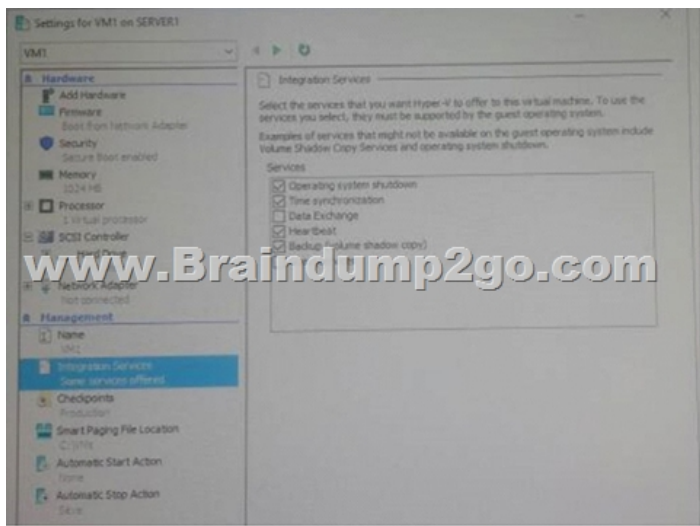 Settings for VM1 on SERVER1
VM1
Hardware
Add Hardware
Firmware
Boot from Network Adapter
Security
Secure Boot enabled
Memory
1024 MB
Processor
1 Virtual processor
SCSI Controller
Hard Drive
Network Adapter
Not connected
Management
Name
VM1
Integration Services
Some services offered
Checkpoints
Production
Smart Paging File Location
Automatic Start Action
None
Automatic Stop Action
Save
Integration Services
Select the services that you want Hyper-V to offer to this virtual machine. To use the
services you select, they must be supported by the guest operating system.
Examples of services that might not be available on the guest operating system include
Volume Shadow Copy Services and operating system shutdown.
Services
Operating system shutdown
Time synchronization
Data Exchange
Heartbeat
Backup (volume shadow copy)
www.Braindump2go.com